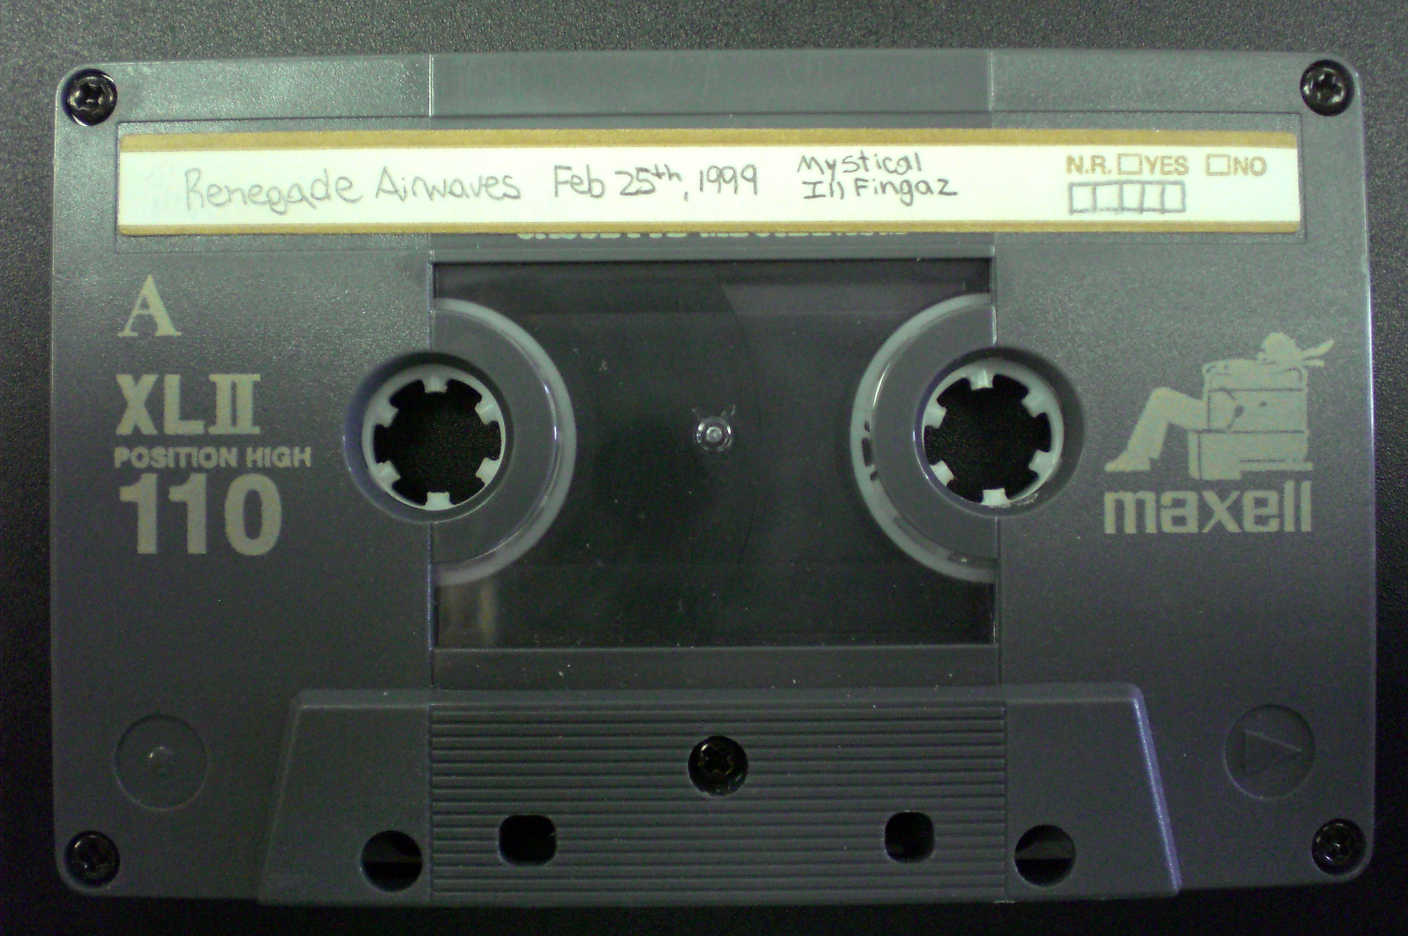 Renegade Airwaves Feb 25th, 1999 Mystical
Ill Fingaz
N.R. YES NO
A
XLII
POSITION HIGH
110
maxell